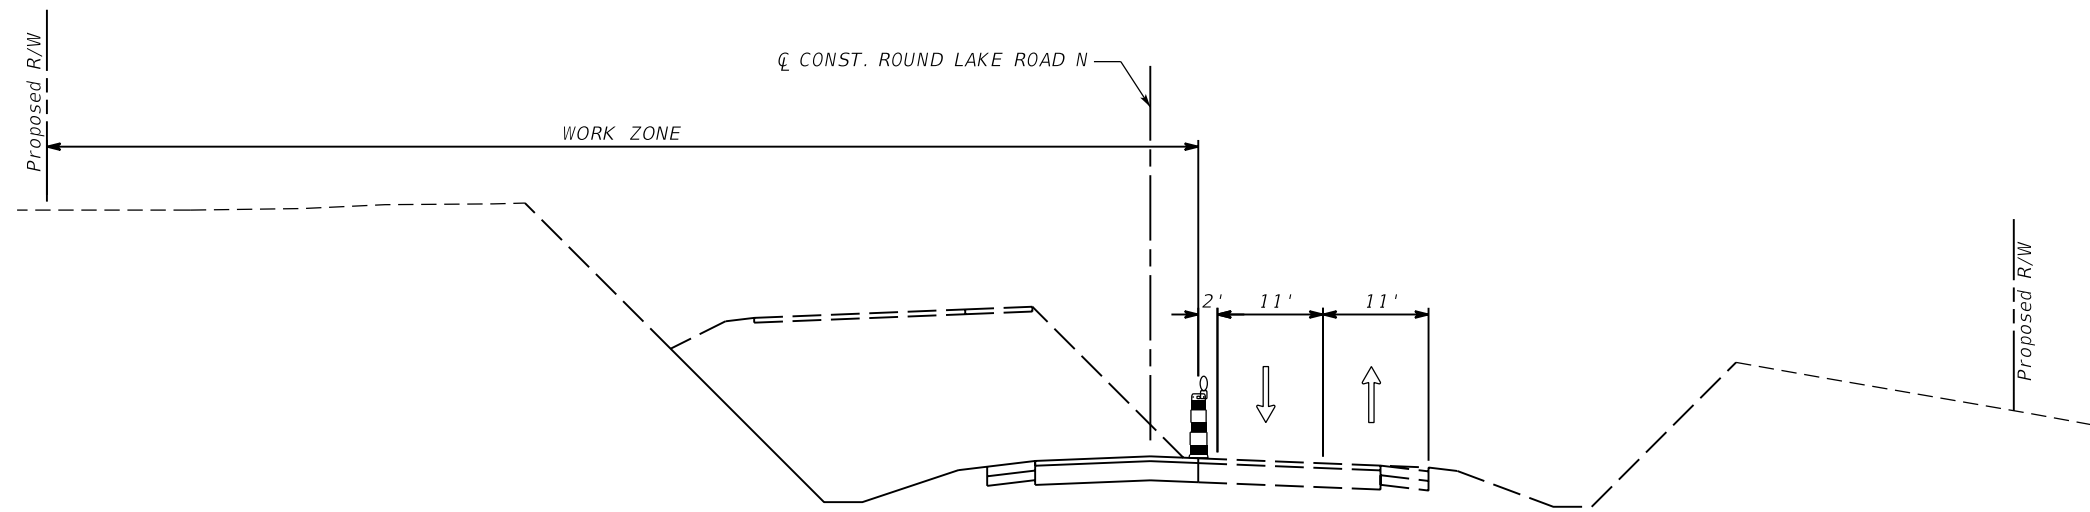 Proposed R/W
℄ CONST. ROUND LAKE ROAD N
WORK ZONE
Proposed R/W
2'
11'
11'